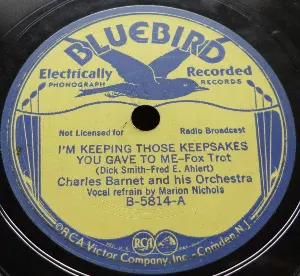 BLUEBIRD
Electrically Recorded
PHONOGRAPH RECORDS
Not Licensed for Radio Broadcast
I'M KEEPING THOSE KEEPSAKES
YOU GAVE TO ME-Fox Trot
(Dick Smith-Fred E. Ahlert)
Charles Barnet and his Orchestra
Vocal refrain by Marion Nichols
B-5814-A
RCA
©RCA Victor Company, Inc.-Camden, N.J.